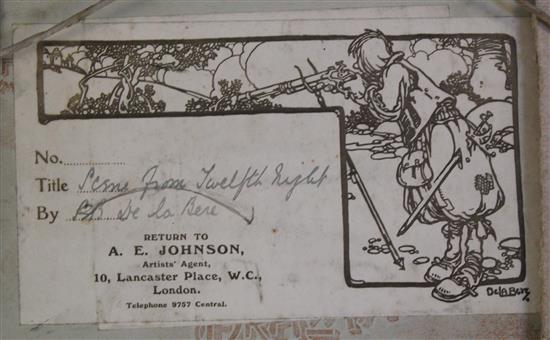 No.
Title Scene from Twelfth Night
By De la Bere
RETURN TO
A. E. JOHNSON,
Artists' Agent,
10, Lancaster Place, W.C.,
London.
Telephone 9757 Central.
De la Bere